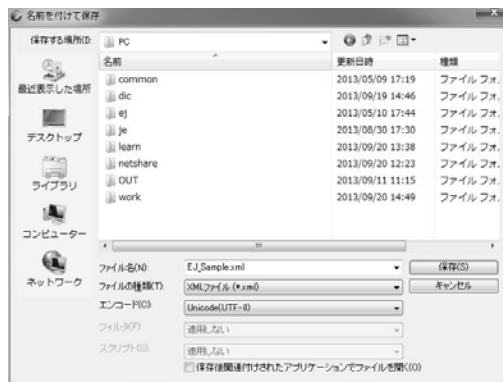 名前を付けて保存
保存する場所(I): PC
名前 更新日時 種類
common 2013/05/09 17:19 ファイル フォ.
dic 2013/09/19 14:46 ファイル フォ.
ej 2013/05/10 17:44 ファイル フォ.
je 2013/08/30 17:30 ファイル フォ.
learn 2013/09/20 13:38 ファイル フォ.
netshare 2013/09/20 12:23 ファイル フォ.
OUT 2013/09/11 11:15 ファイル フォ.
work 2013/09/20 14:49 ファイル フォ.
最近表示した場所
デスクトップ
ライブラリ
コンピューター
ネットワーク
ファイル名(N): EJ_Sample.xml 保存(S)
ファイルの種類(T): XMLファイル (*.xml) キャンセル
エンコード(C): Unicode(UTF-8)
フィルタ(F): 適用しない
スクリプト(S): 適用しない
保存後関連付けされたアプリケーションでファイルを開く(O)